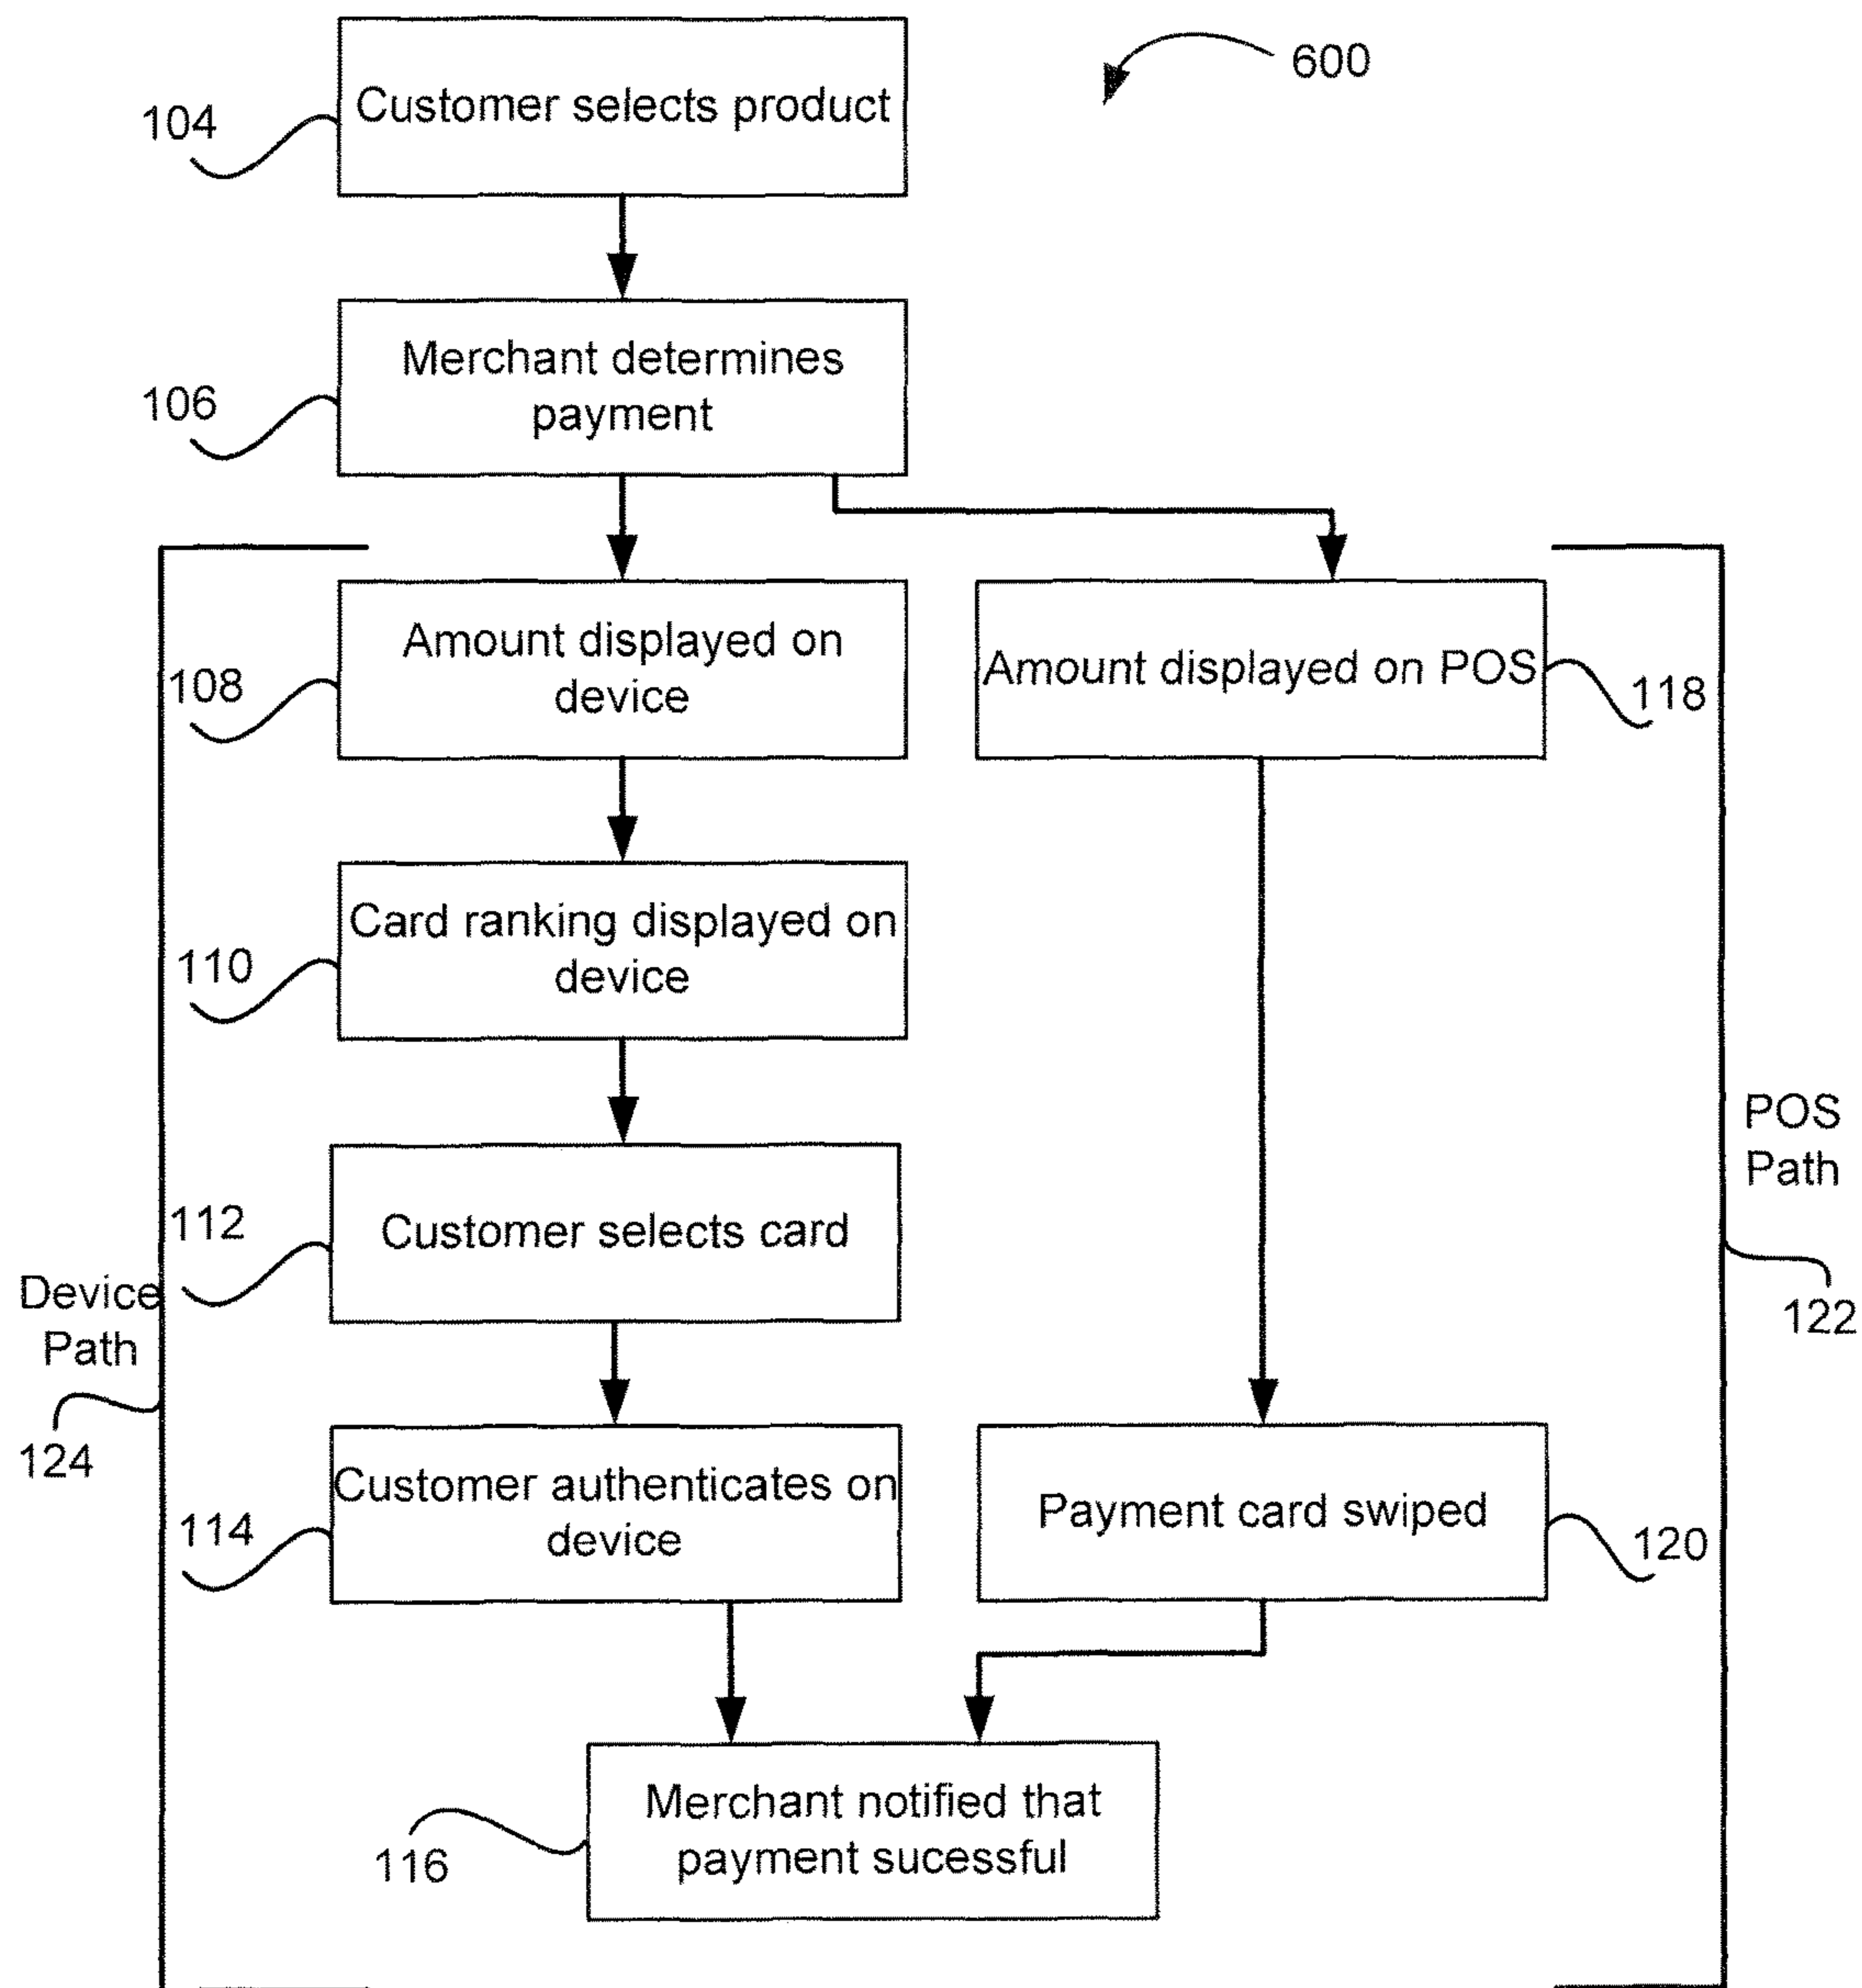 600
104
Customer selects product
106
Merchant determines
payment
108
Amount displayed on
device
Amount displayed on POS
118
110
Card ranking displayed on
device
POS
Path
122
112
Customer selects card
Device
Path
124
114
Customer authenticates on
device
Payment card swiped
120
116
Merchant notified that
payment sucessful